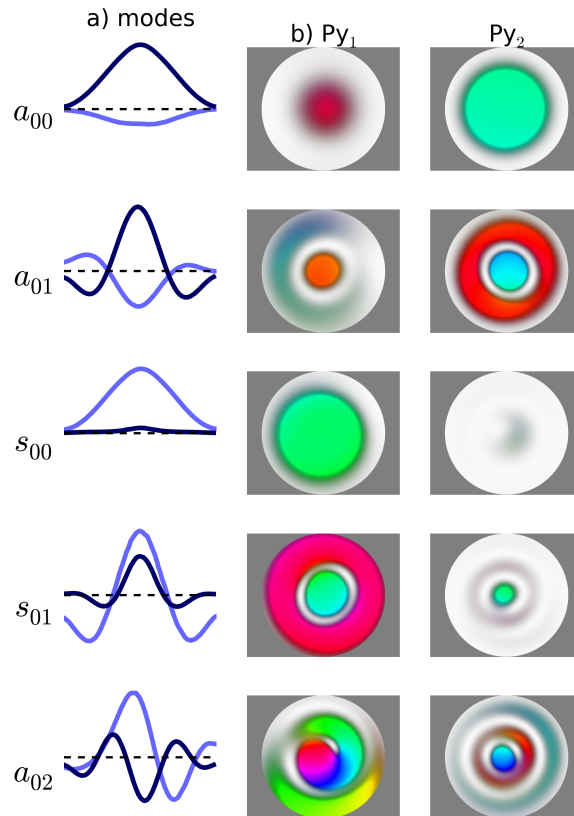 a) modes
b) Py₁
Py₂
a₀₀
a₀₁
s₀₀
s₀₁
a₀₂